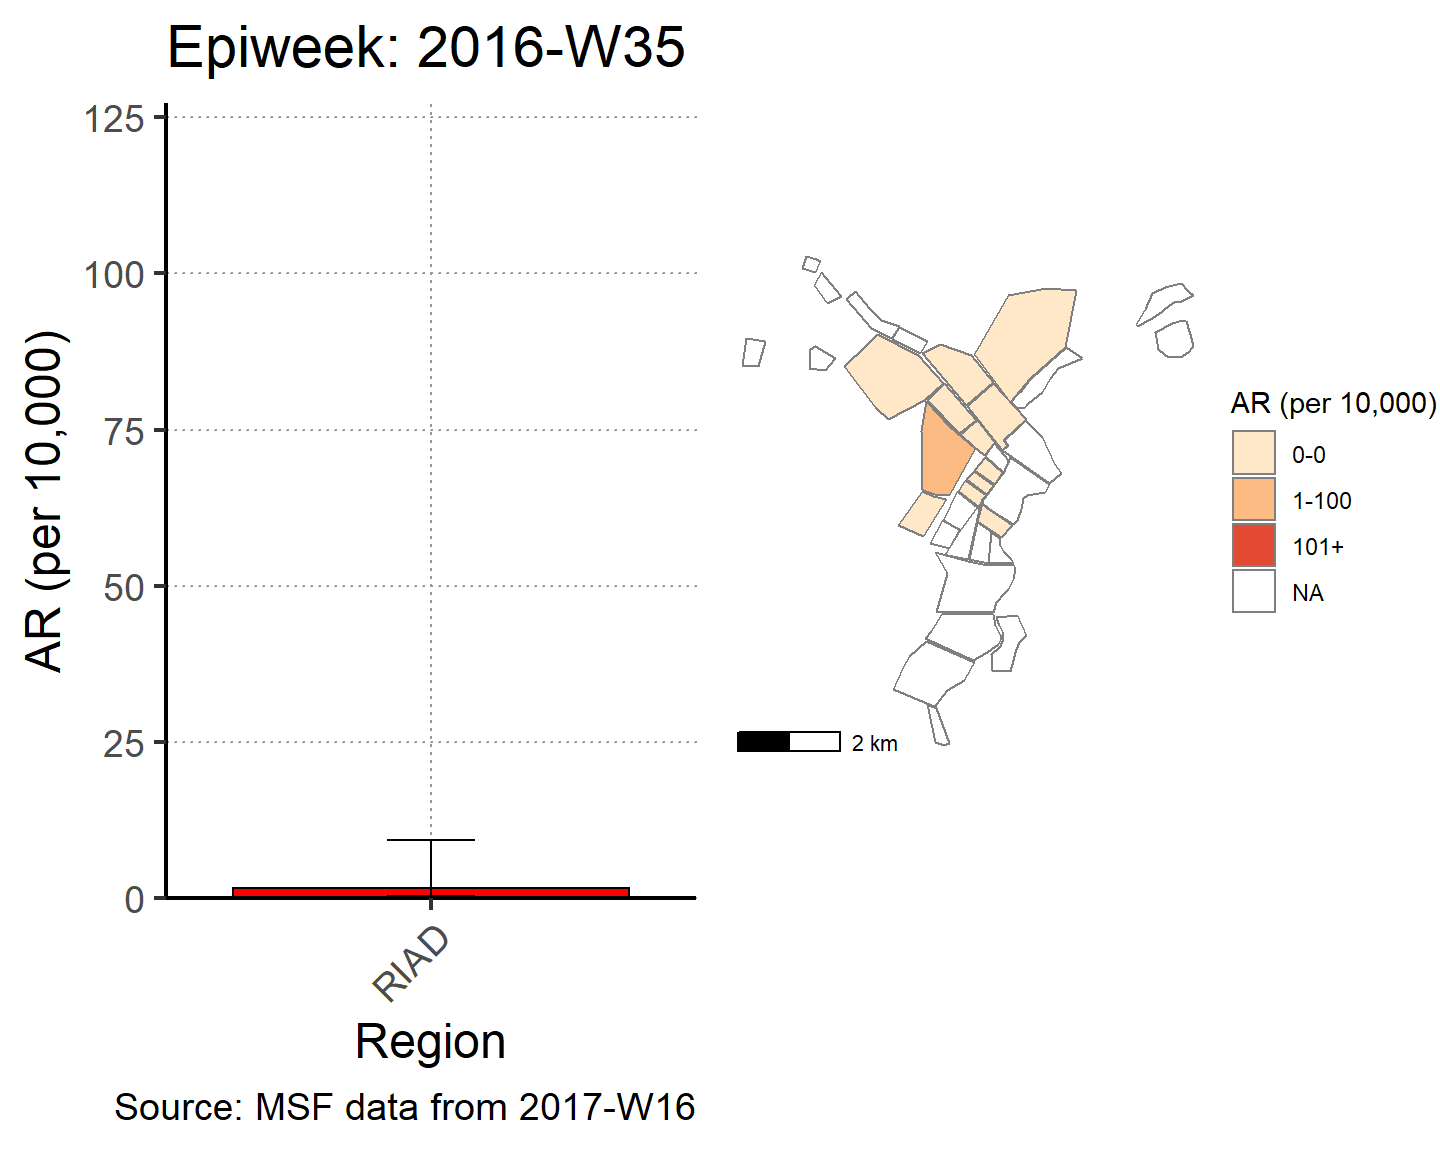 Epiweek: 2016-W35
125
100
75
50
25
0
AR (per 10,000)
RIAD
Region
Source: MSF data from 2017-W16
2 km
AR (per 10,000)
0-0
1-100
101+
NA